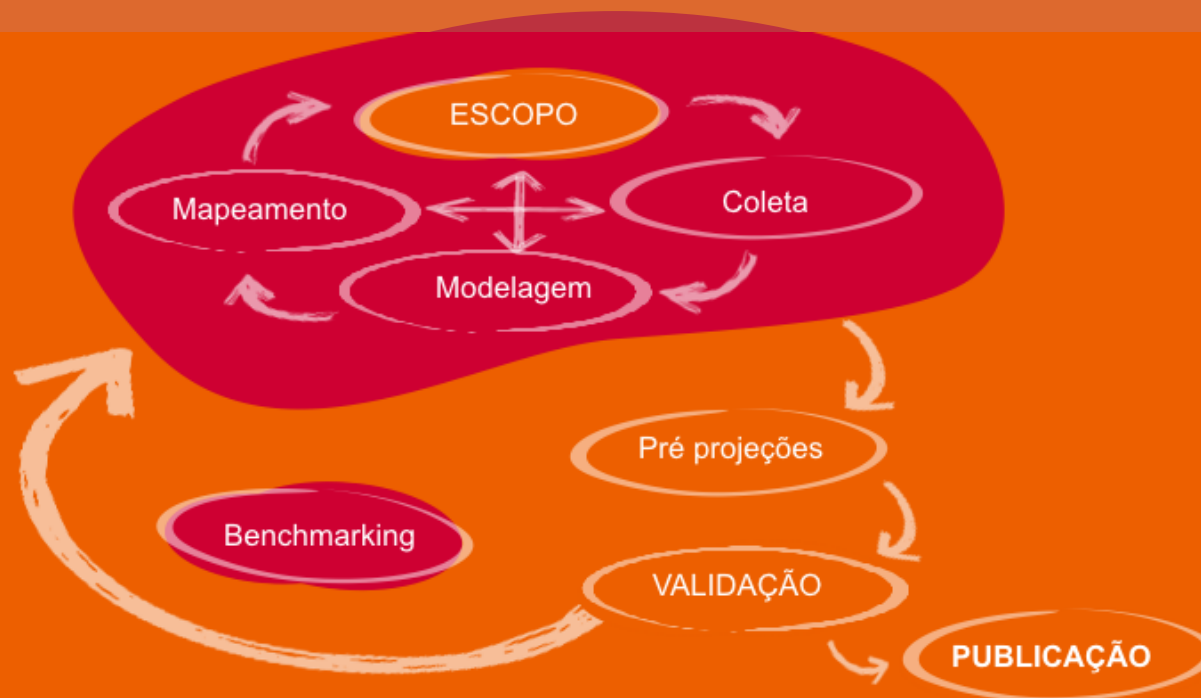 ESCOPO
Mapeamento
Coleta
Modelagem
Pré projeções
Benchmarking
VALIDAÇÃO
PUBLICAÇÃO